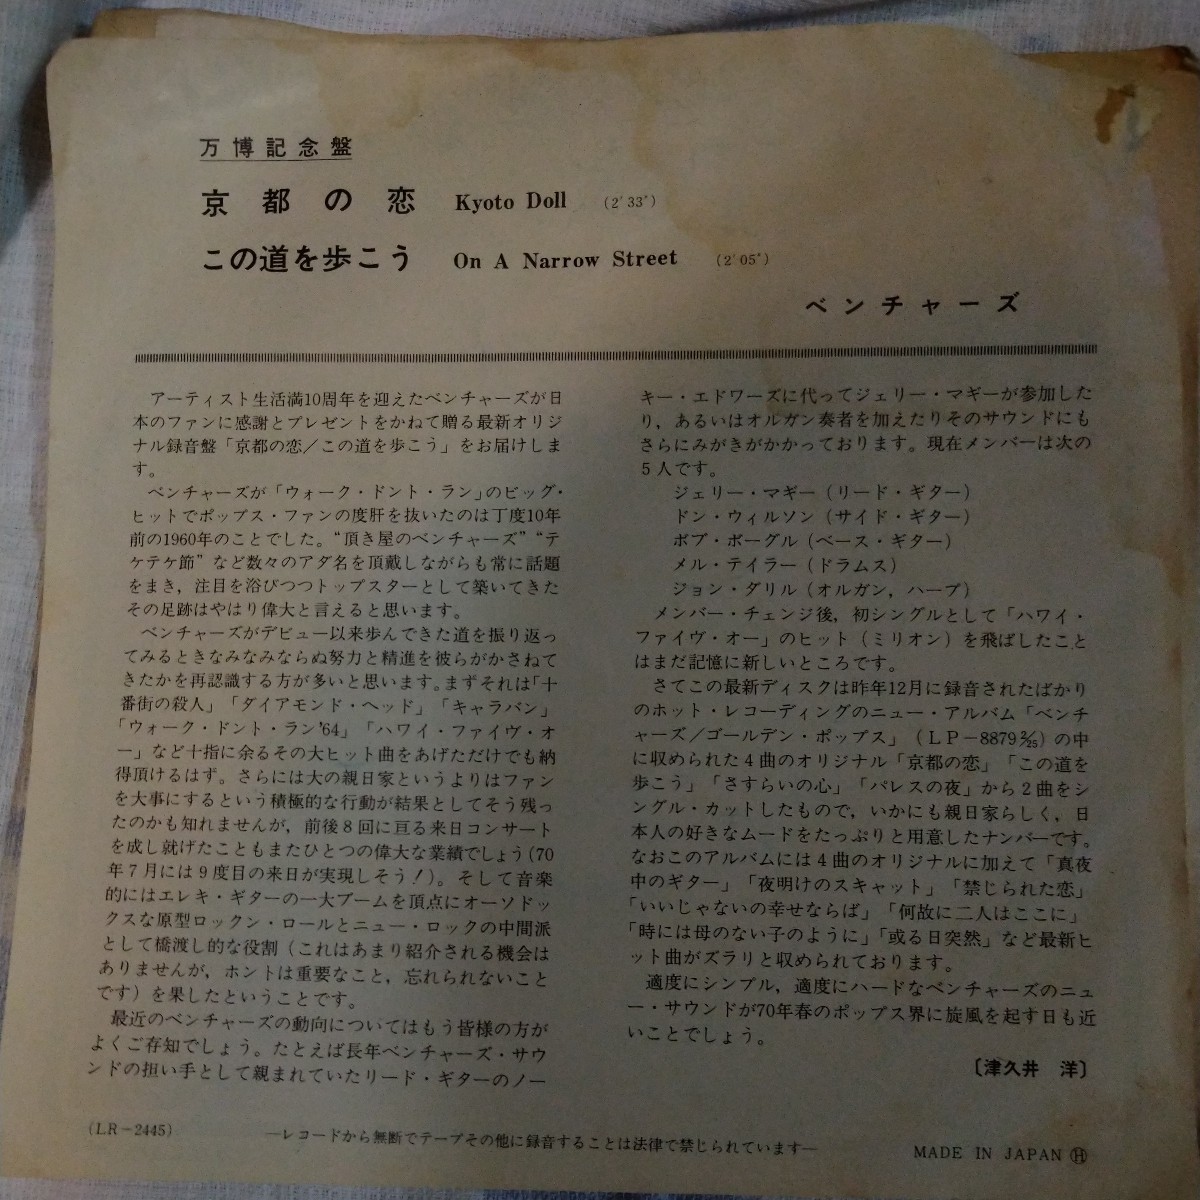 万博記念盤
京都の恋 Kyoto Doll (2′33″)
この道を歩こう On A Narrow Street (2′05″)
ベンチャーズ
アーティスト生活満10周年を迎えたベンチャーズが日
本のファンに感謝とプレゼントをかねて贈る最新オリジ
ナル録音盤「京都の恋／この道を歩こう」をお届けしま
す。
ベンチャーズが「ウォーク・ドント・ラン」のビッグ・
ヒットでポップス・ファンの度肝を抜いたのは丁度10年
前の1960年のことでした。“頂き屋のベンチャーズ”“テ
ケテケ節”など数々のアダ名を頂戴しながらも常に話題
をまき，注目を浴びつつトップスターとして築いてきた
その足跡はやはり偉大と言えると思います。
ベンチャーズがデビュー以来歩んできた道を振り返っ
てみるときなみなみならぬ努力と精進を彼らがかさねて
きたかを再認識する方が多いと思います。まずそれは「十
番街の殺人」「ダイアモンド・ヘッド」「キャラバン」
「ウォーク・ドント・ラン'64」「ハワイ・ファイヴ・オ
ー」など十指に余るその大ヒット曲をあげただけでも納
得頂けるはず。さらには大の親日家というよりはファン
を大事にするという積極的な行動が結果としてそう残っ
たのかも知れませんが，前後8回に亘る来日コンサート
を成し就げたこともまたひとつの偉大な業績でしょう(70
年7月には9度目の来日が実現しそう！)。そして音楽
的にはエレキ・ギターの一大ブームを頂点にオーソドッ
クスな原型ロックン・ロールとニュー・ロックの中間派
として橋渡し的な役割（これはあまり紹介される機会は
ありませんが，ホントは重要なこと，忘れられないこと
です）を果したということです。
最近のベンチャーズの動向についてはもう皆様の方が
よくご存知でしょう。たとえば長年ベンチャーズ・サウ
ンドの担い手として親まれていたリード・ギターのノー
キー・エドワーズに代ってジェリー・マギーが参加した
り，あるいはオルガン奏者を加えたりそのサウンドにも
さらにみがきがかかっております。現在メンバーは次の
5人です。
ジェリー・マギー（リード・ギター）
ドン・ウィルソン（サイド・ギター）
ボブ・ボーグル（ベース・ギター）
メル・テイラー（ドラムス）
ジョン・ダリル（オルガン，ハープ）
メンバー・チェンジ後，初シングルとして「ハワイ・
ファイヴ・オー」のヒット（ミリオン）を飛ばしたこと
はまだ記憶に新しいところです。
さてこの最新ディスクは昨年12月に録音されたばかり
のホット・レコーディングのニュー・アルバム「ベンチ
ャーズ／ゴールデン・ポップス」（LP−8879 2/25）の中
に収められた4曲のオリジナル「京都の恋」「この道を
歩こう」「さすらいの心」「パレスの夜」から2曲をシ
ングル・カットしたもので，いかにも親日家らしく，日
本人の好きなムードをたっぷりと用意したナンバーです。
なおこのアルバムには4曲のオリジナルに加えて「真夜
中のギター」「夜明けのスキャット」「禁じられた恋」
「いいじゃないの幸せならば」「何故に二人はここに」
「時には母のない子のように」「或る日突然」など最新ヒ
ット曲がズラリと収められております。
適度にシンプル，適度にハードなベンチャーズのニュ
ー・サウンドが70年春のポップス界に旋風を起す日も近
いことでしょう。
〔津久井　洋〕
(LR−2445)
―レコードから無断でテープその他に録音することは法律で禁じられています―
MADE IN JAPAN Ⓗ